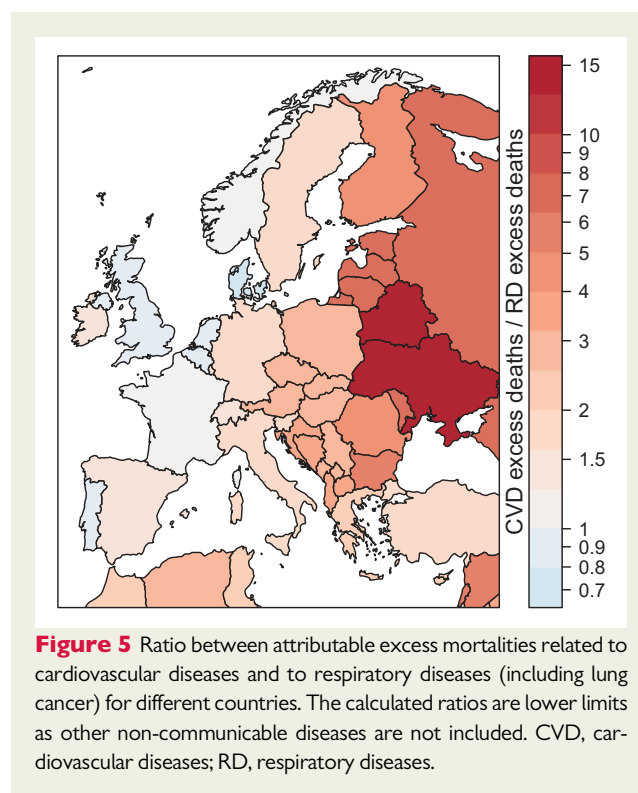 15
10
9
8
7
6
5
4
3
2
1.5
1
0.9
0.8
0.7
CVD excess deaths / RD excess deaths
Figure 5 Ratio between attributable excess mortalities related to
cardiovascular diseases and to respiratory diseases (including lung
cancer) for different countries. The calculated ratios are lower limits
as other non-communicable diseases are not included. CVD, car-
diovascular diseases; RD, respiratory diseases.